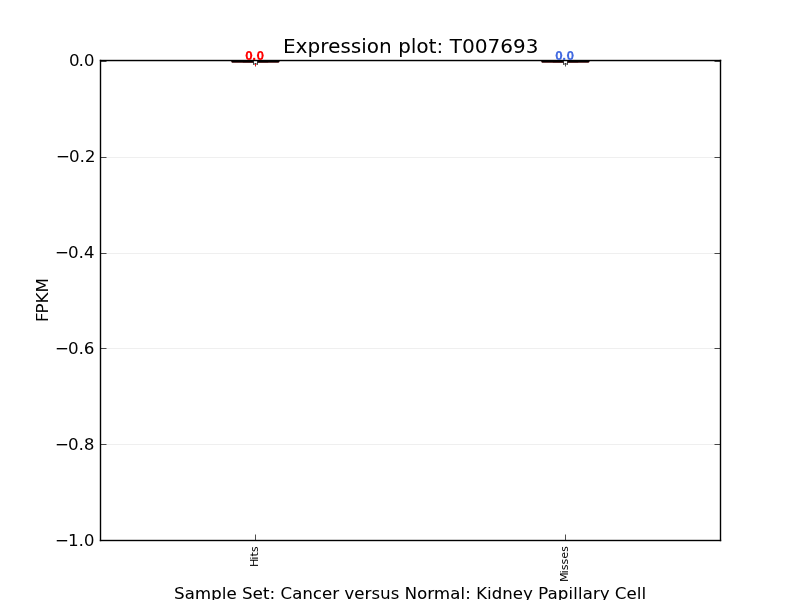 Expression plot: T007693
0.0
0.0
0.0
−0.2
−0.4
−0.6
−0.8
−1.0
FPKM
Hits
Misses
Sample Set: Cancer versus Normal: Kidney Papillary Cell